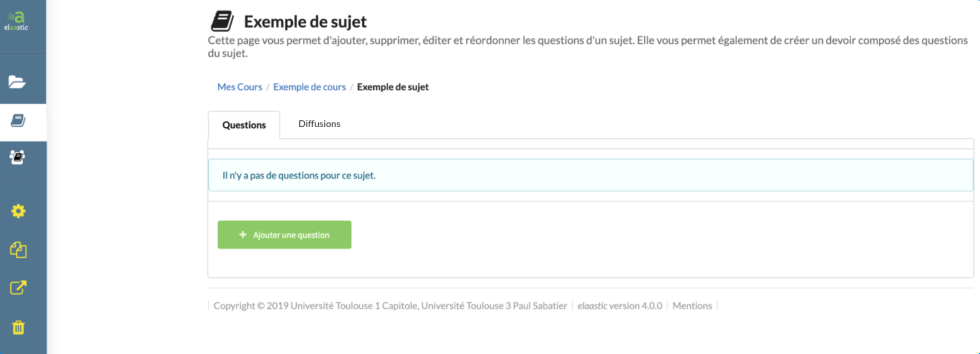 elaastic
Exemple de sujet
Cette page vous permet d'ajouter, supprimer, éditer et réordonner les questions d'un sujet. Elle vous permet également de créer un devoir composé des questions
du sujet.
Mes Cours / Exemple de cours / Exemple de sujet
Questions Diffusions
Il n'y a pas de questions pour ce sujet.
+ Ajouter une question
Copyright © 2019 Université Toulouse 1 Capitole, Université Toulouse 3 Paul Sabatier | elaastic version 4.0.0 | Mentions